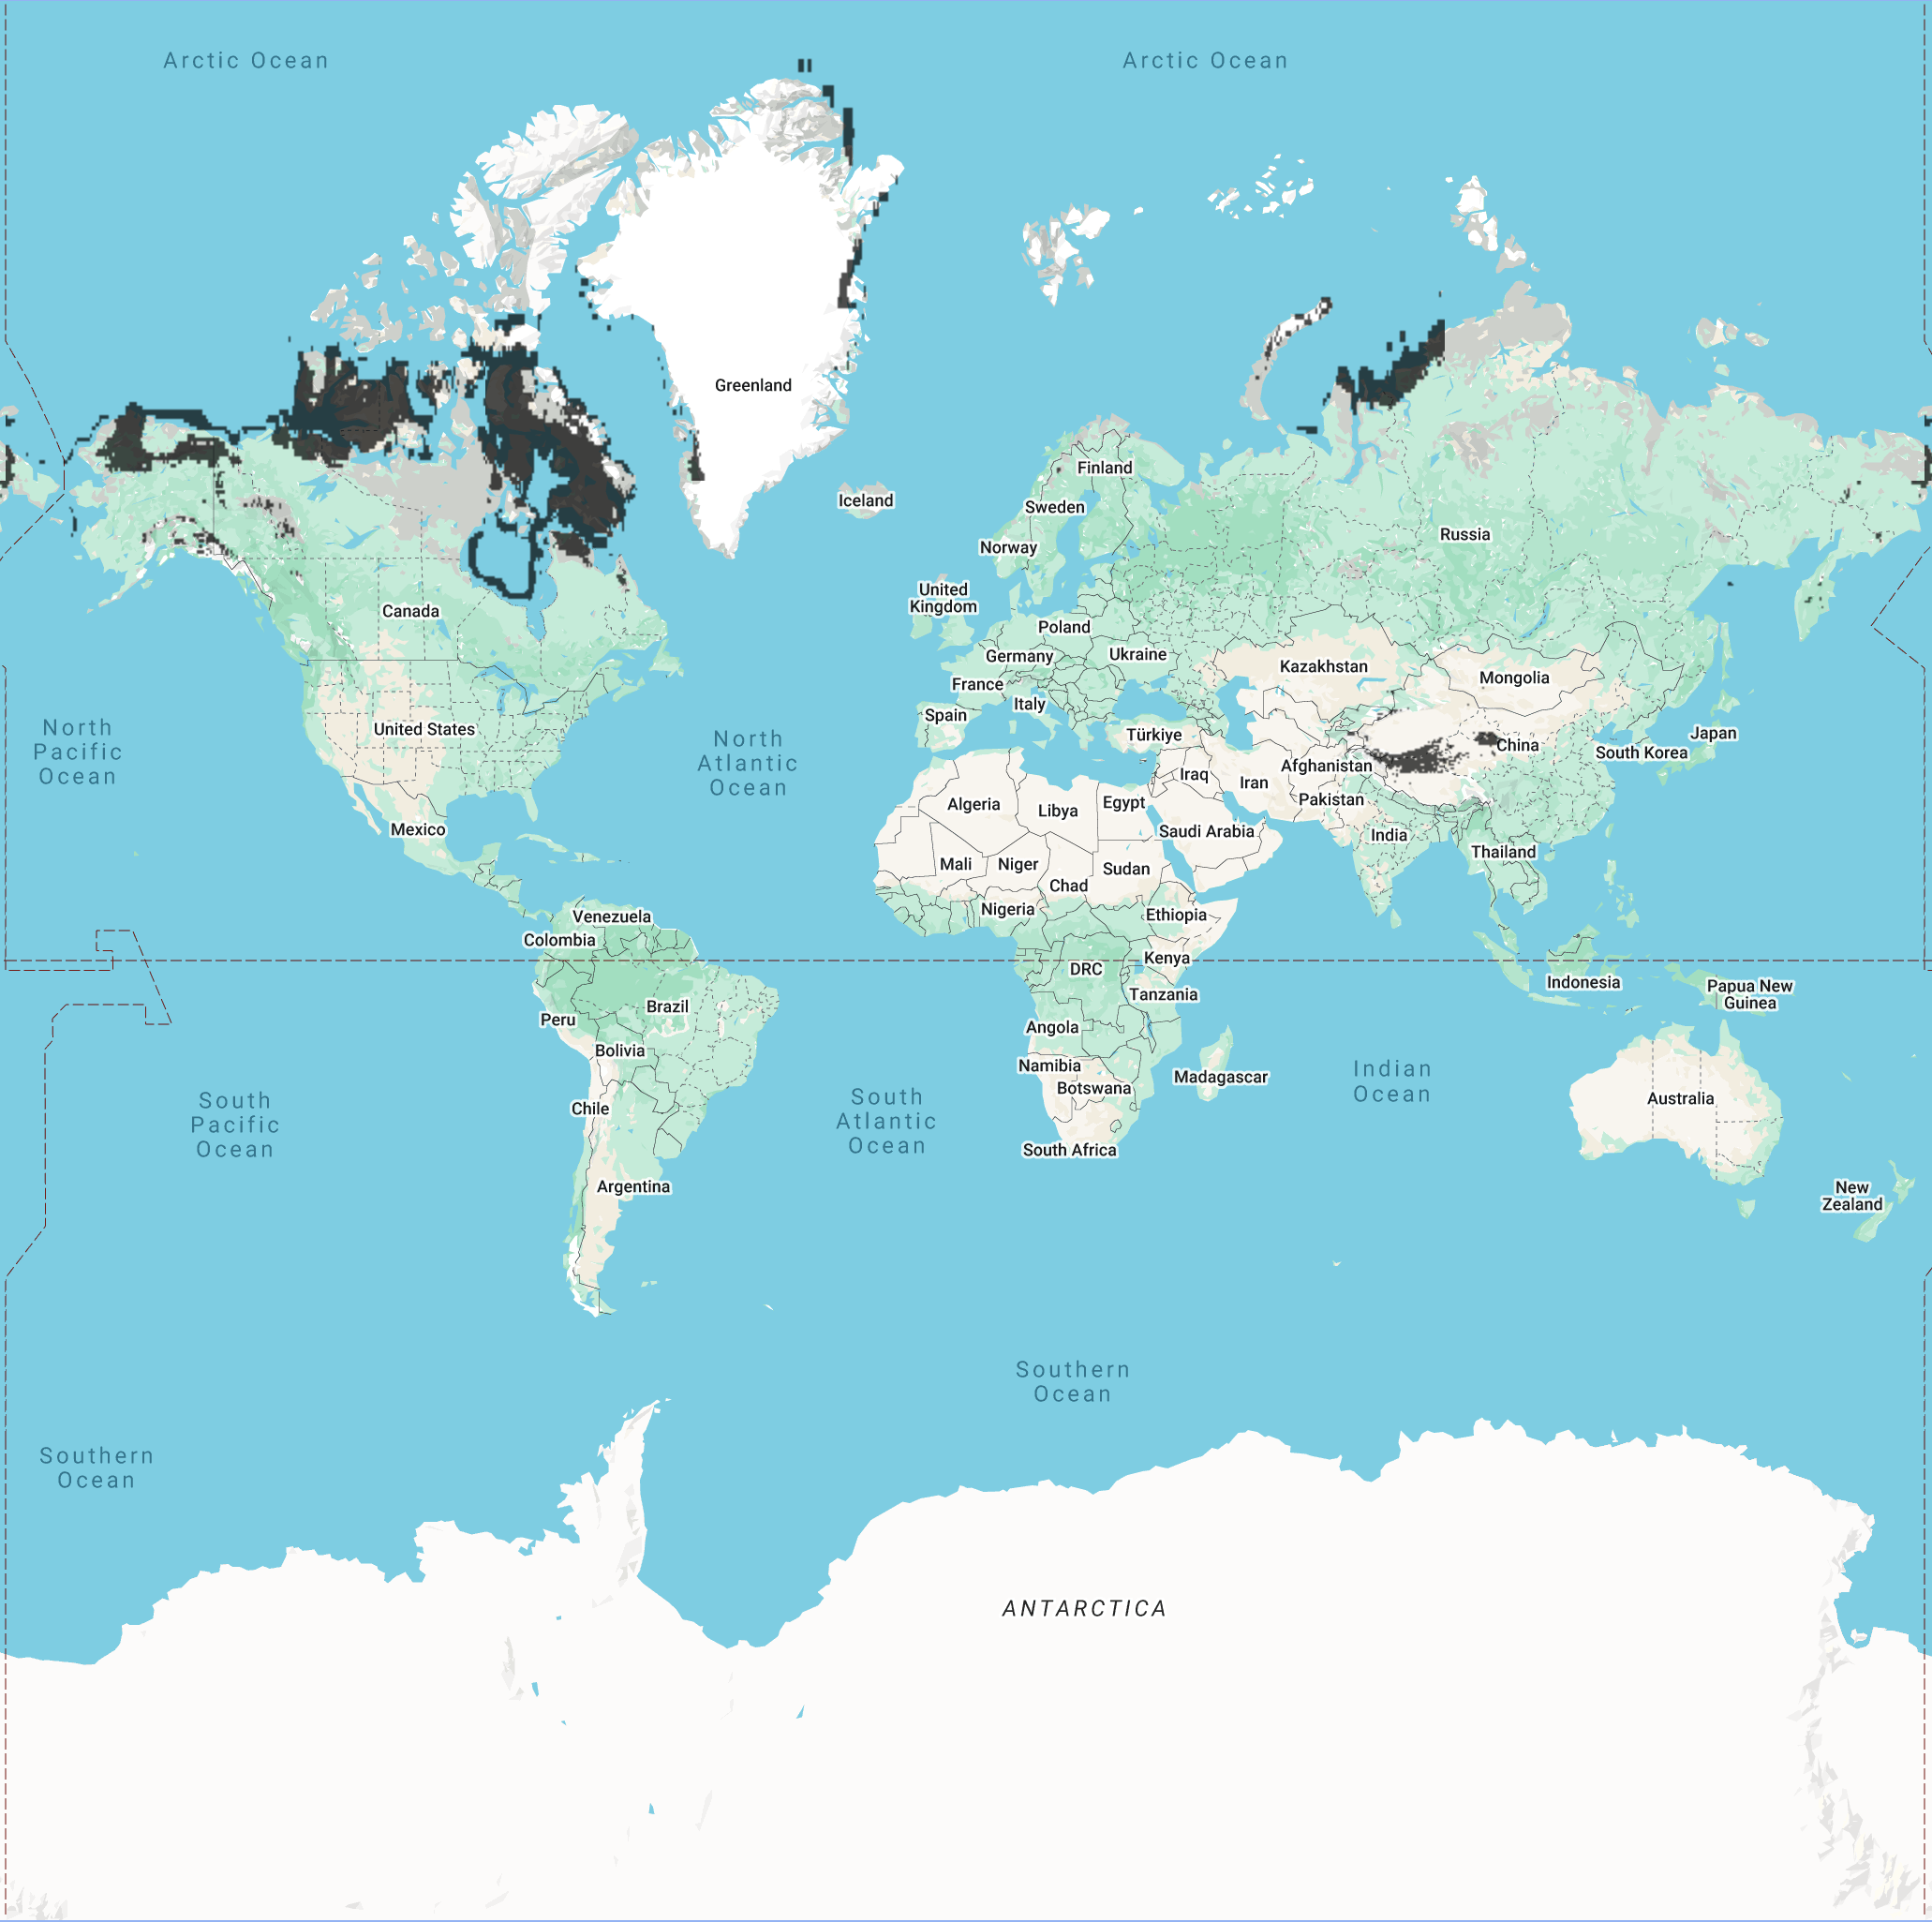 Arctic Ocean
Arctic Ocean
Greenland
Finland
Iceland
Sweden
Russia
Norway
United
Kingdom
Canada
Poland
Ukraine
Germany
Kazakhstan
Mongolia
France
Italy
Spain
United States
North
Pacific
Ocean
North
Atlantic
Ocean
Türkiye
Japan
China
South Korea
Afghanistan
Iraq
Iran
Pakistan
Algeria
Libya
Egypt
Saudi Arabia
Mexico
India
Thailand
Mali
Niger
Sudan
Chad
Nigeria
Ethiopia
Venezuela
Colombia
Kenya
DRC
Indonesia
Papua New
Guinea
Tanzania
Brazil
Peru
Angola
Bolivia
Namibia
Madagascar
Botswana
Indian
Ocean
Australia
Chile
South
Pacific
Ocean
South
Atlantic
Ocean
South Africa
Argentina
New
Zealand
Southern
Ocean
Southern
Ocean
ANTARCTICA